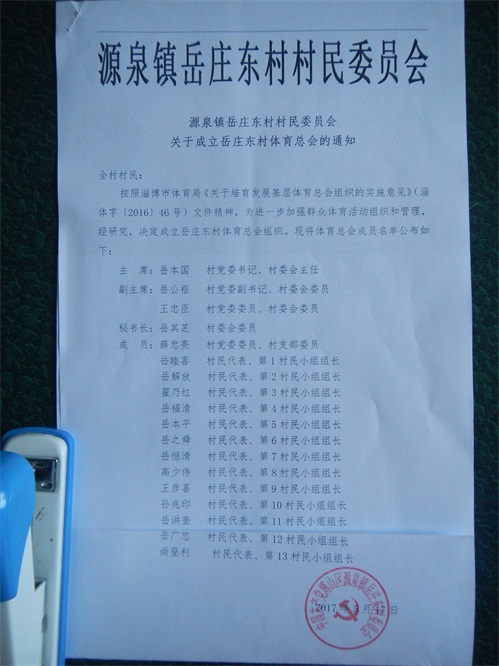 源泉镇岳庄东村村民委员会
源泉镇岳庄东村村民委员会
关于成立岳庄东村体育总会的通知
全村村民：
按照淄博市体育局《关于培育发展基层体育总会组织的实施意见》（淄
体字〔2016〕46号）文件精神，为进一步加强群众体育活动组织和管理，
经研究，决定成立岳庄东村体育总会组织。现将体育总会成员名单公布如
下：
主　席：岳本国　村党委书记、村委会主任
副主席：岳公枢　村党委副书记、村委会委员
王忠臣　村党委委员、村委会委员
秘书长：岳其芝　村委会委员
成　员：薛忠亮　村党委委员、村支部委员
岳睦喜　村民代表、第1村民小组组长
岳解放　村民代表、第2村民小组组长
翟乃红　村民代表、第3村民小组组长
岳福清　村民代表、第4村民小组组长
岳本平　村民代表、第5村民小组组长
岳之舜　村民代表、第6村民小组组长
岳恒清　村民代表、第7村民小组组长
高少伟　村民代表、第8村民小组组长
王彦喜　村民代表、第9村民小组组长
孙兆印　村民代表、第10村民小组组长
岳洪奎　村民代表、第11村民小组组长
岳广忠　村民代表、第12村民小组组长
尚登利　村民代表、第13村民小组组长
2017年5月17日